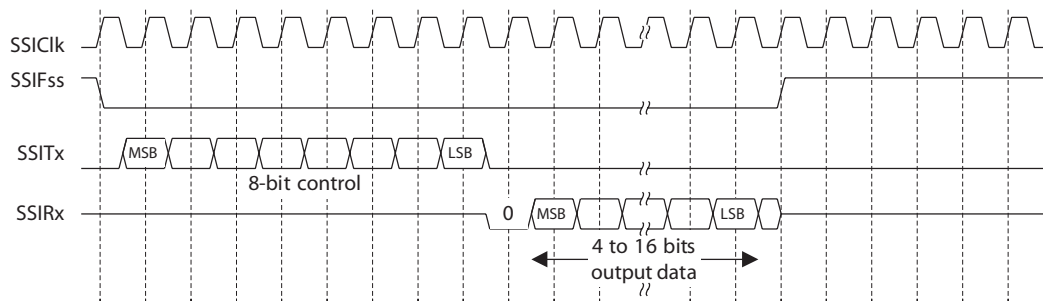 SSIClk
SSIFss
SSITx
MSB
LSB
8-bit control
SSIRx
0
MSB
LSB
4 to 16 bits
output data